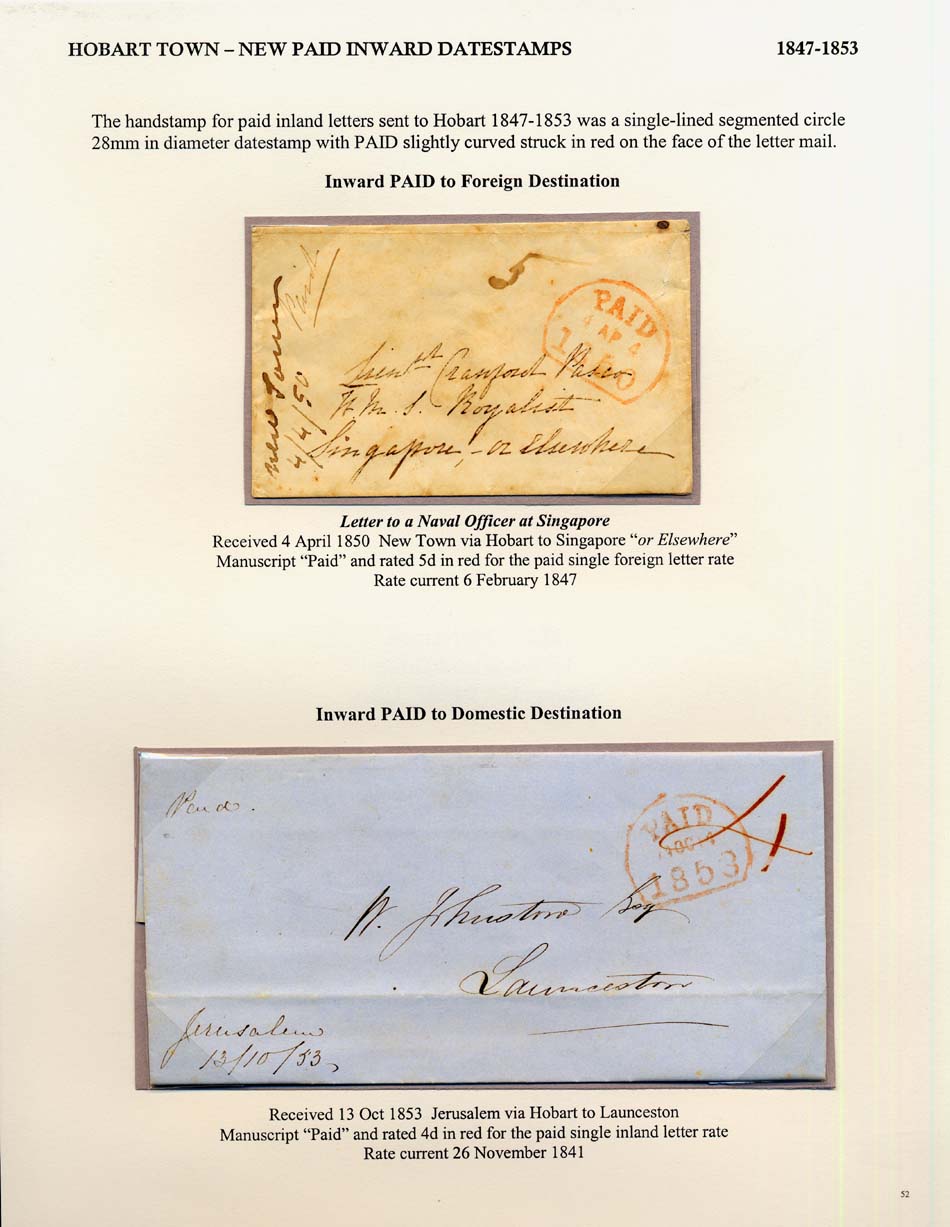 HOBART TOWN – NEW PAID INWARD DATESTAMPS 1847-1853
The handstamp for paid inland letters sent to Hobart 1847-1853 was a single-lined segmented circle
28mm in diameter datestamp with PAID slightly curved struck in red on the face of the letter mail.
Inward PAID to Foreign Destination
New Town
4/4/50
Paid
5
PAID
4 AP 4
1850
Lieut Cranford Pasco
H.M.S. Royalist
Singapore, - or Elsewhere
Letter to a Naval Officer at Singapore
Received 4 April 1850 New Town via Hobart to Singapore “or Elsewhere”
Manuscript “Paid” and rated 5d in red for the paid single foreign letter rate
Rate current 6 February 1847
Inward PAID to Domestic Destination
Paid.
PAID
OC
1853
4
W. Johnston Esq
Launceston
Jerusalem
13/10/53
Received 13 Oct 1853 Jerusalem via Hobart to Launceston
Manuscript “Paid” and rated 4d in red for the paid single inland letter rate
Rate current 26 November 1841
52